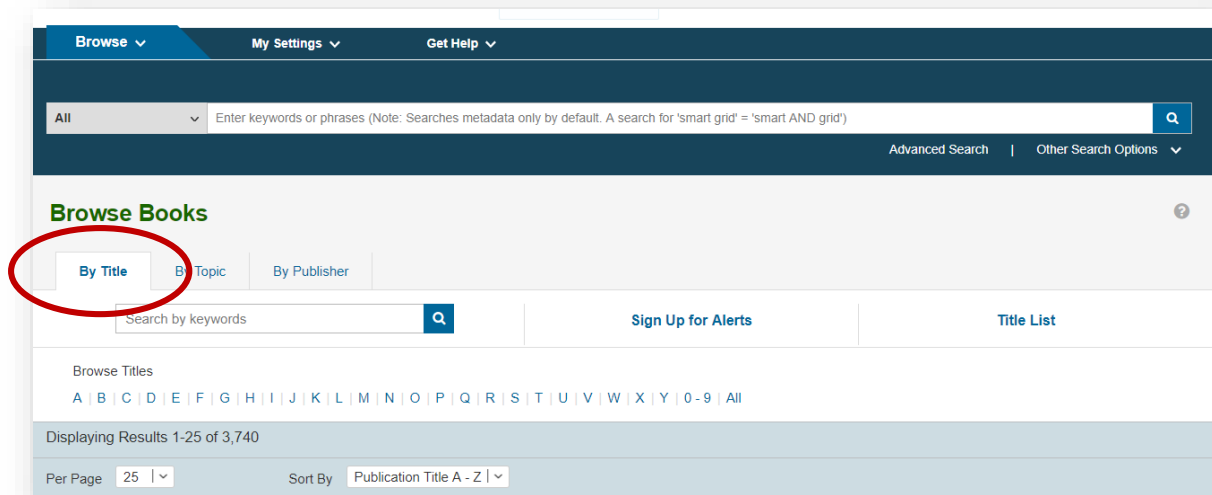 Browse My Settings Get Help
All Enter keywords or phrases (Note: Searches metadata only by default. A search for 'smart grid' = 'smart AND grid')
Advanced Search | Other Search Options
Browse Books
By Title By Topic By Publisher
Search by keywords Sign Up for Alerts Title List
Browse Titles
A | B | C | D | E | F | G | H | I | J | K | L | M | N | O | P | Q | R | S | T | U | V | W | X | Y | 0 - 9 | All
Displaying Results 1-25 of 3,740
Per Page 25 Sort By Publication Title A - Z